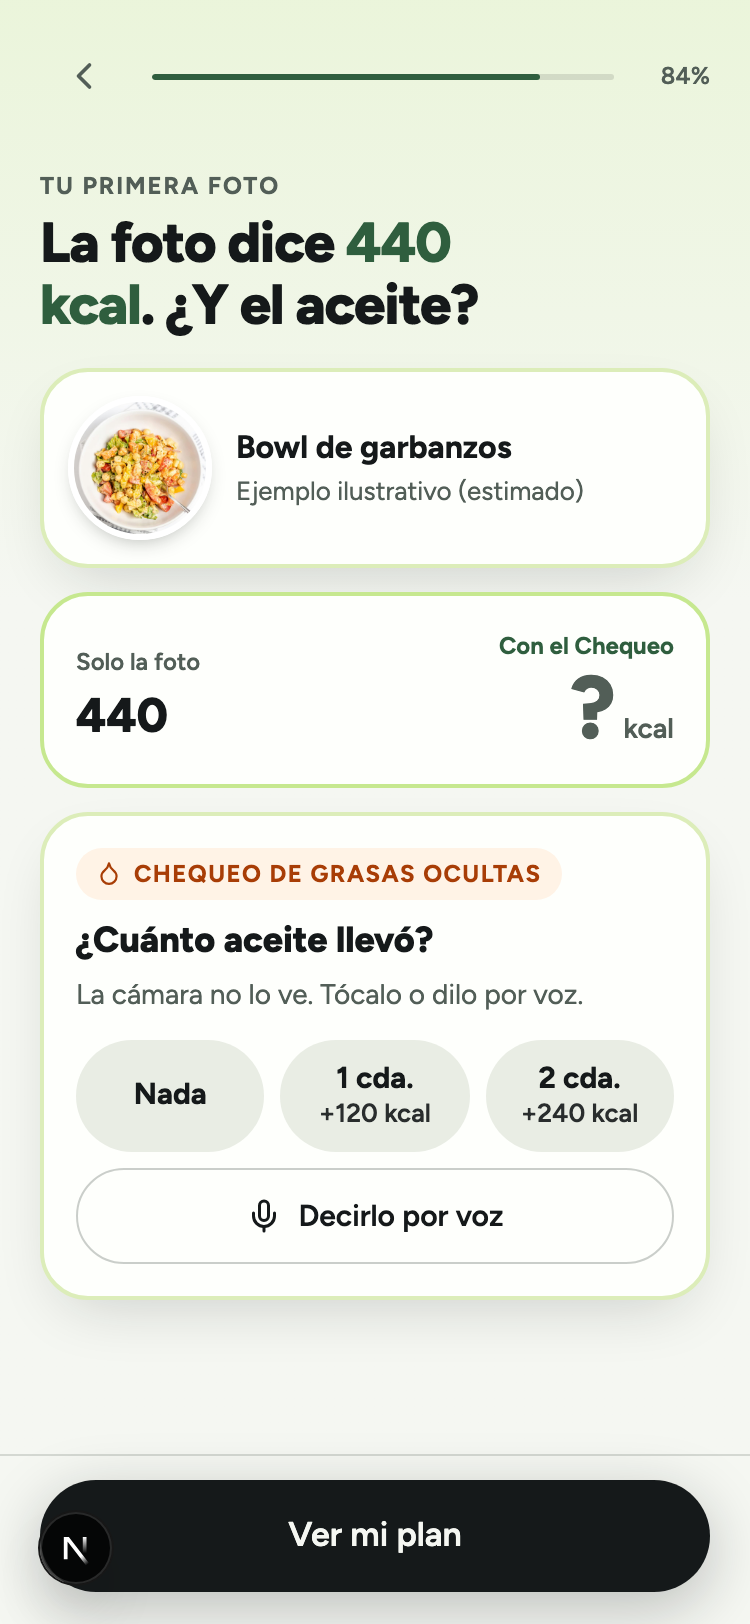 84%
TU PRIMERA FOTO
La foto dice 440
kcal. ¿Y el aceite?
Bowl de garbanzos
Ejemplo ilustrativo (estimado)
Solo la foto
440
Con el Chequeo
? kcal
CHEQUEO DE GRASAS OCULTAS
¿Cuánto aceite llevó?
La cámara no lo ve. Tócalo o dilo por voz.
Nada
1 cda.
+120 kcal
2 cda.
+240 kcal
Decirlo por voz
Ver mi plan
N